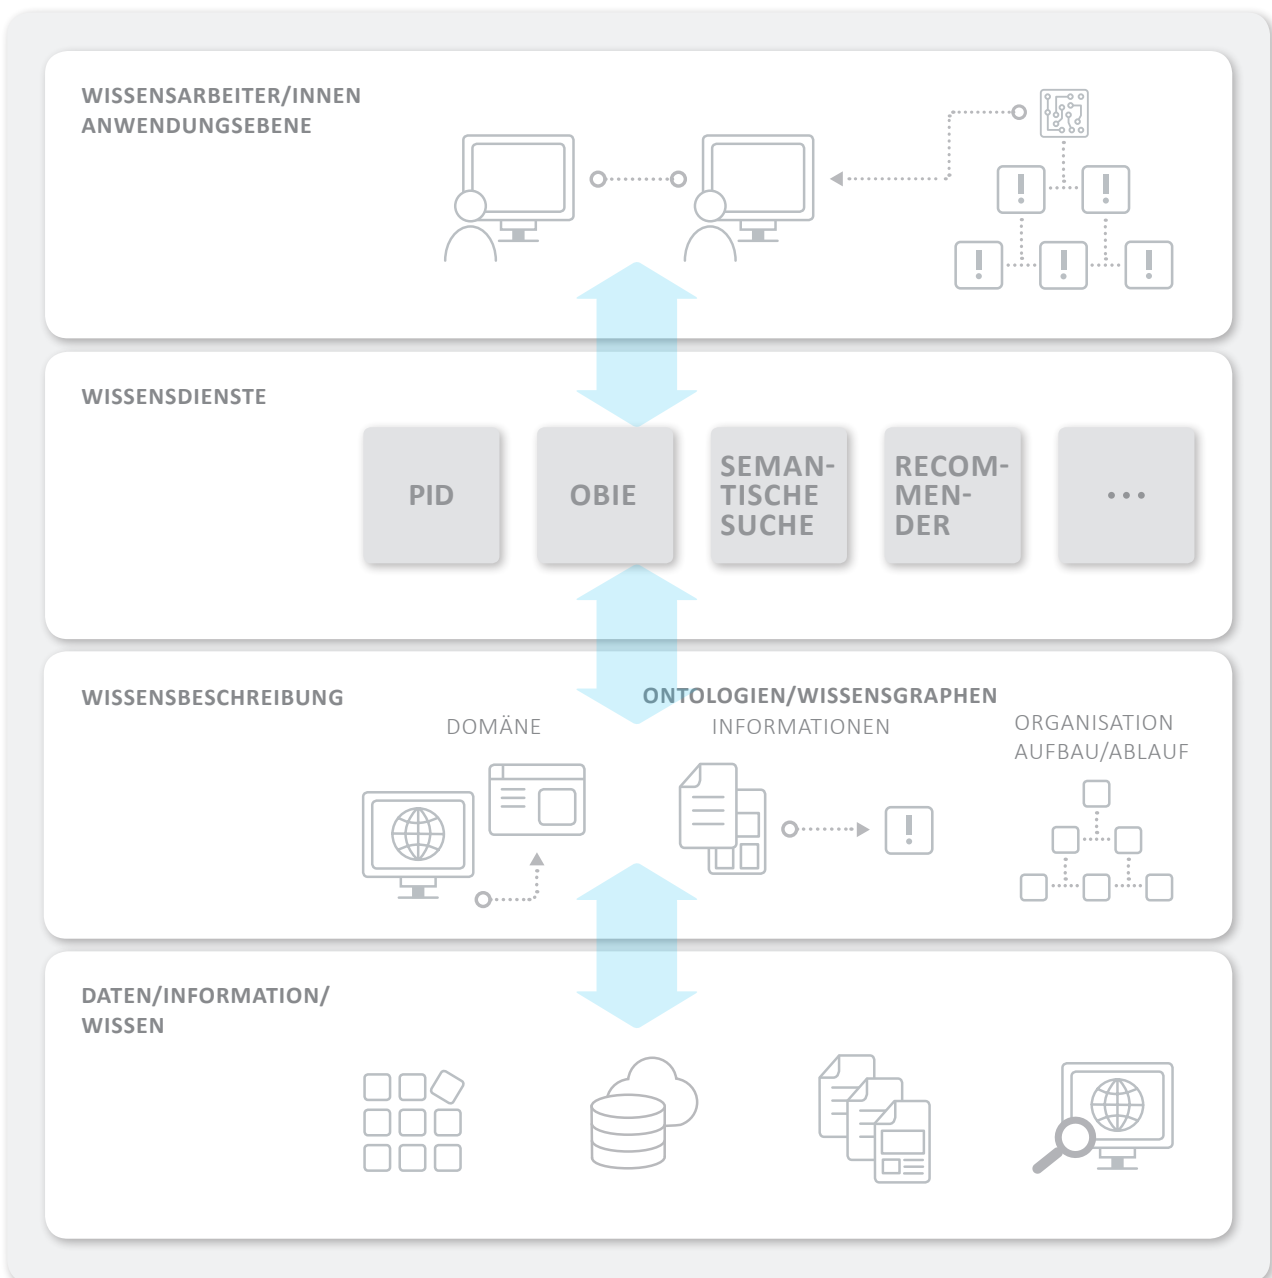 WISSENSARBEITER/INNEN
ANWENDUNGSEBENE
WISSENSDIENSTE
PID
OBIE
SEMAN-
TISCHE
SUCHE
RECOM-
MEN-
DER
...
WISSENSBESCHREIBUNG
ONTOLOGIEN/WISSENSGRAPHEN
DOMÄNE
INFORMATIONEN
ORGANISATION
AUFBAU/ABLAUF
DATEN/INFORMATION/
WISSEN